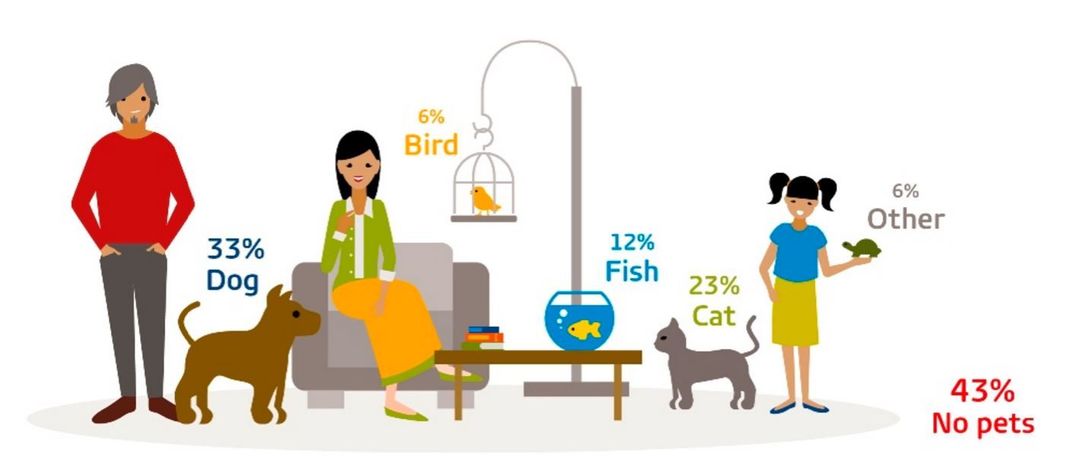 6%
Bird
33%
Dog
12%
Fish
23%
Cat
6%
Other
43%
No pets